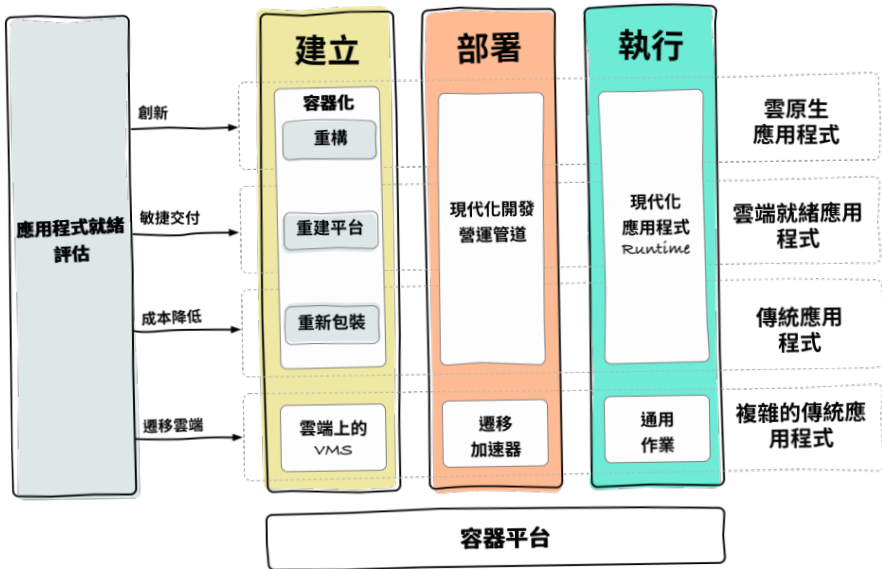 應用程式就緒
評估
創新
敏捷交付
成本降低
遷移雲端
建立
容器化
重構
重建平台
重新包裝
雲端上的
VMS
部署
現代化開發
營運管道
遷移
加速器
執行
現代化
應用程式
Runtime
通用
作業
雲原生
應用程式
雲端就緒應用
程式
傳統應用
程式
複雜的傳統應
用程式
容器平台